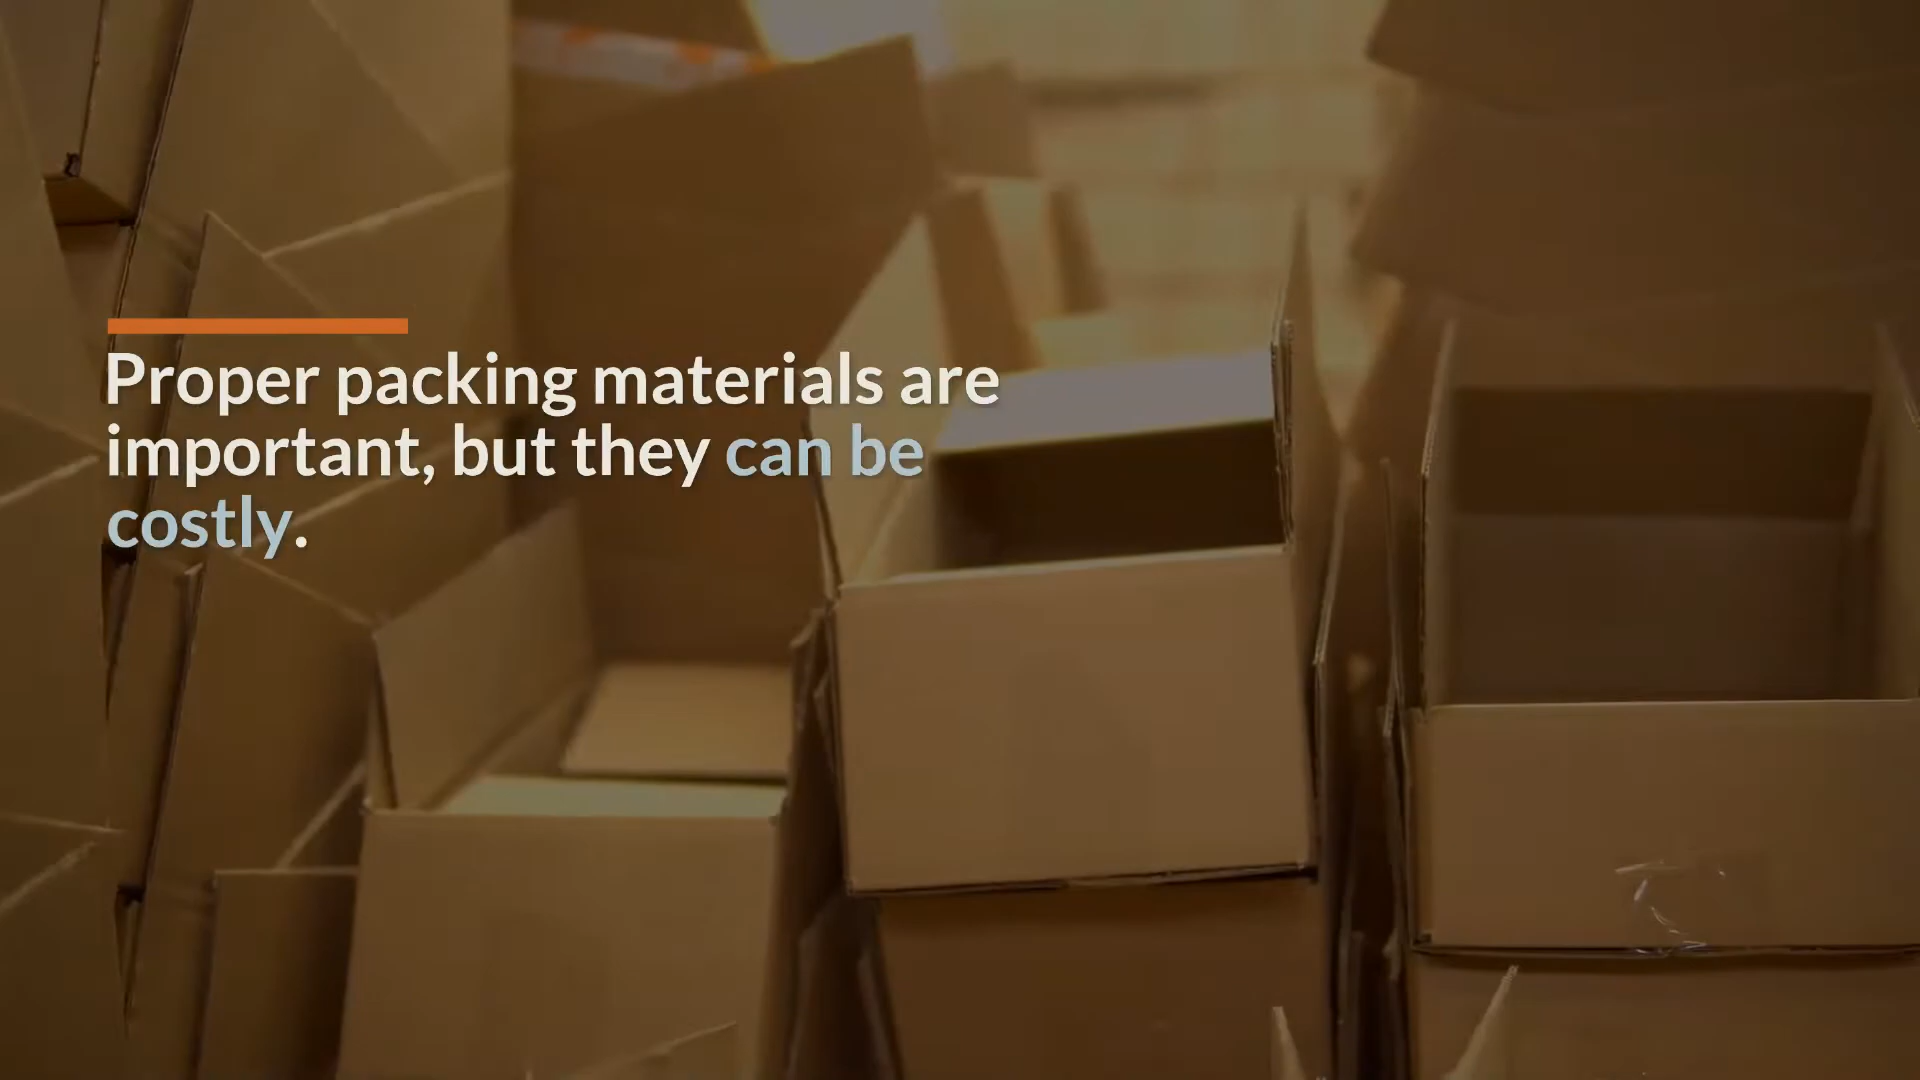 Proper packing materials are
important, but they can be
costly.